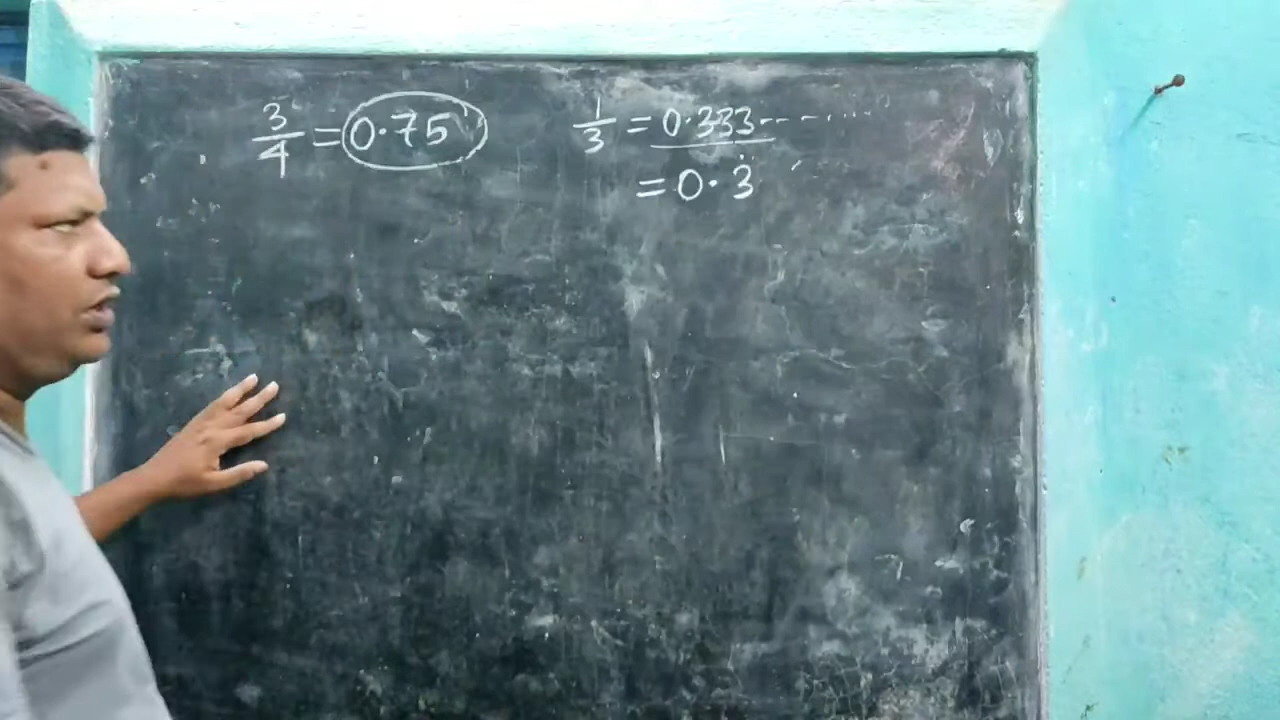 3/4 = 0.75
1/3 = 0.333--------
= 0.3̈